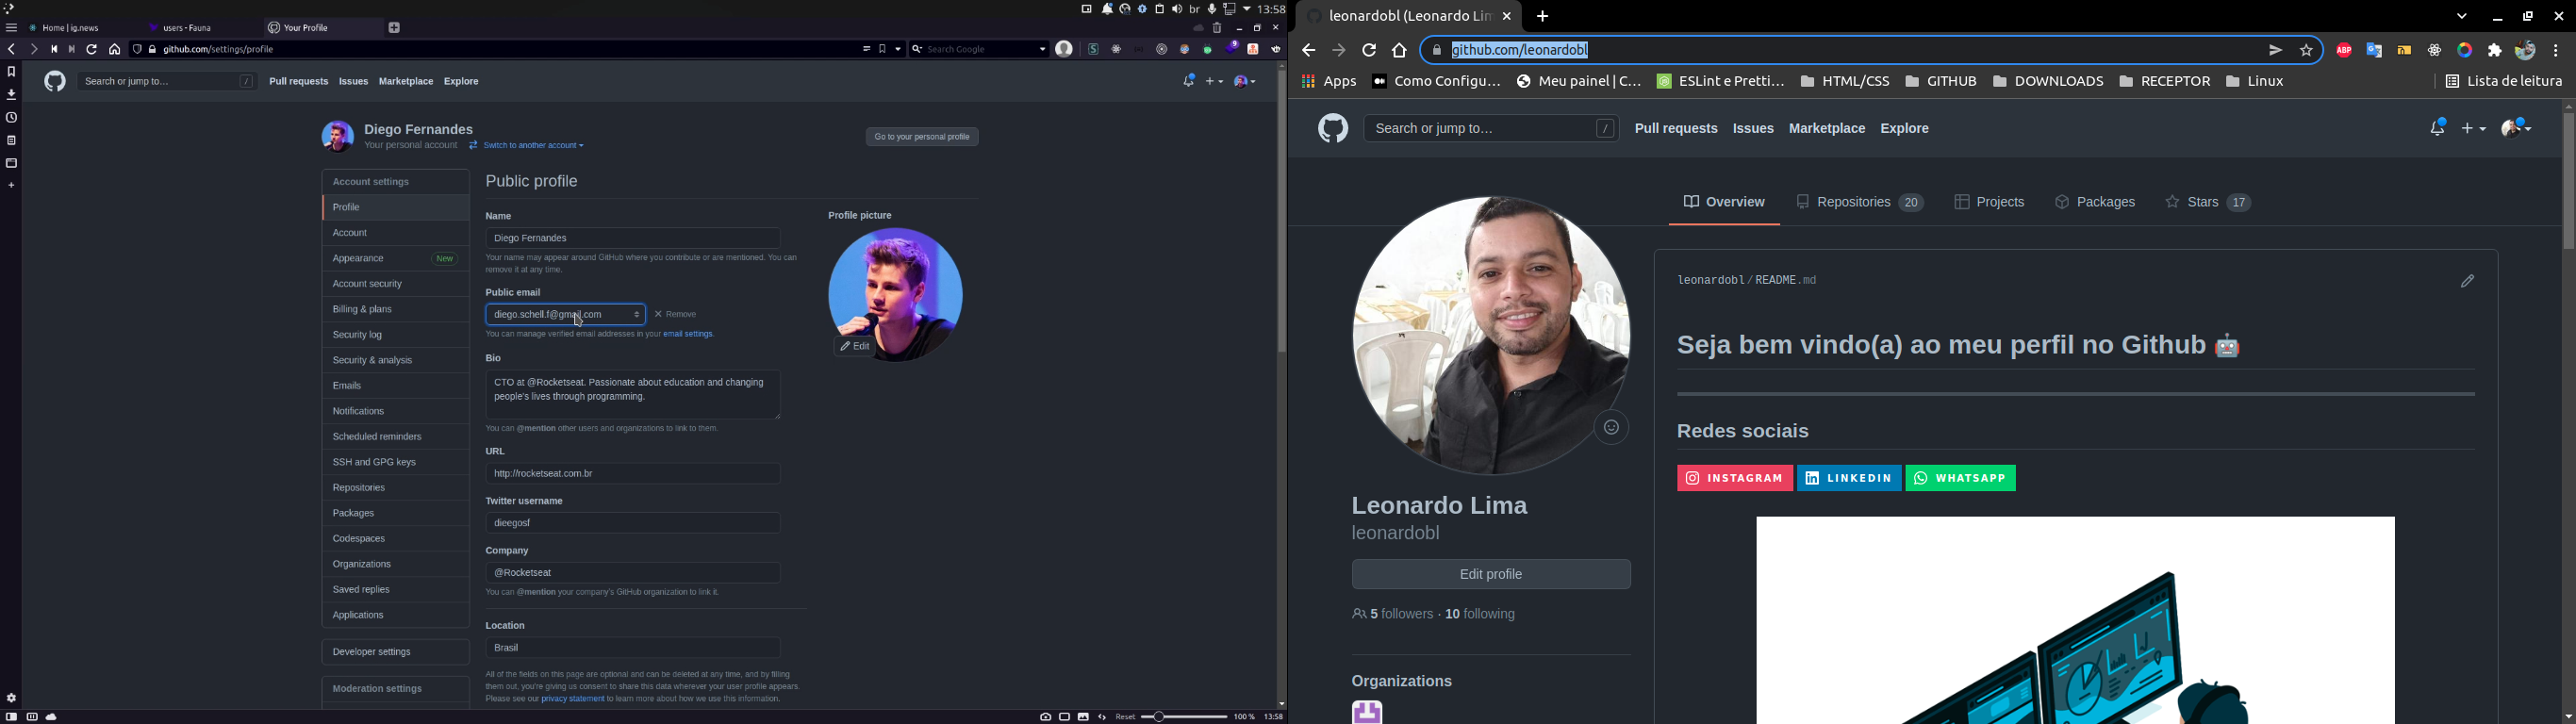 br 13:58
Home | ig.news
users - Fauna
Your Profile
github.com/settings/profile
Search Google
9
Search or jump to…
/
Pull requests Issues Marketplace Explore
Diego Fernandes
Your personal account Switch to another account
Go to your personal profile
Account settings
Profile
Account
Appearance New
Account security
Billing & plans
Security log
Security & analysis
Emails
Notifications
Scheduled reminders
SSH and GPG keys
Repositories
Packages
Codespaces
Organizations
Saved replies
Applications
Developer settings
Moderation settings
Public profile
Name
Diego Fernandes
Your name may appear around GitHub where you contribute or are mentioned. You can
remove it at any time.
Public email
diego.schell.f@gmail.com
Remove
You can manage verified email addresses in your email settings.
Bio
CTO at @Rocketseat. Passionate about education and changing
people's lives through programming.
You can @mention other users and organizations to link to them.
URL
http://rocketseat.com.br
Twitter username
dieegosf
Company
@Rocketseat
You can @mention your company's GitHub organization to link it.
Location
Brasil
All of the fields on this page are optional and can be deleted at any time, and by filling
them out, you're giving us consent to share this data wherever your user profile appears.
Please see our privacy statement to learn more about how we use this information.
Profile picture
Edit
Reset 100 % 13:58
leonardobl (Leonardo Lim
github.com/leonardobl
ABP
Apps Como Configu… Meu painel | C… ESLint e Pretti… HTML/CSS GITHUB DOWNLOADS RECEPTOR Linux Lista de leitura
Search or jump to…
/
Pull requests Issues Marketplace Explore
Overview Repositories 20 Projects Packages Stars 17
Leonardo Lima
leonardobl
Edit profile
5 followers · 10 following
Organizations
leonardobl/README.md
Seja bem vindo(a) ao meu perfil no Github 🤖
Redes sociais
INSTAGRAM LINKEDIN WHATSAPP